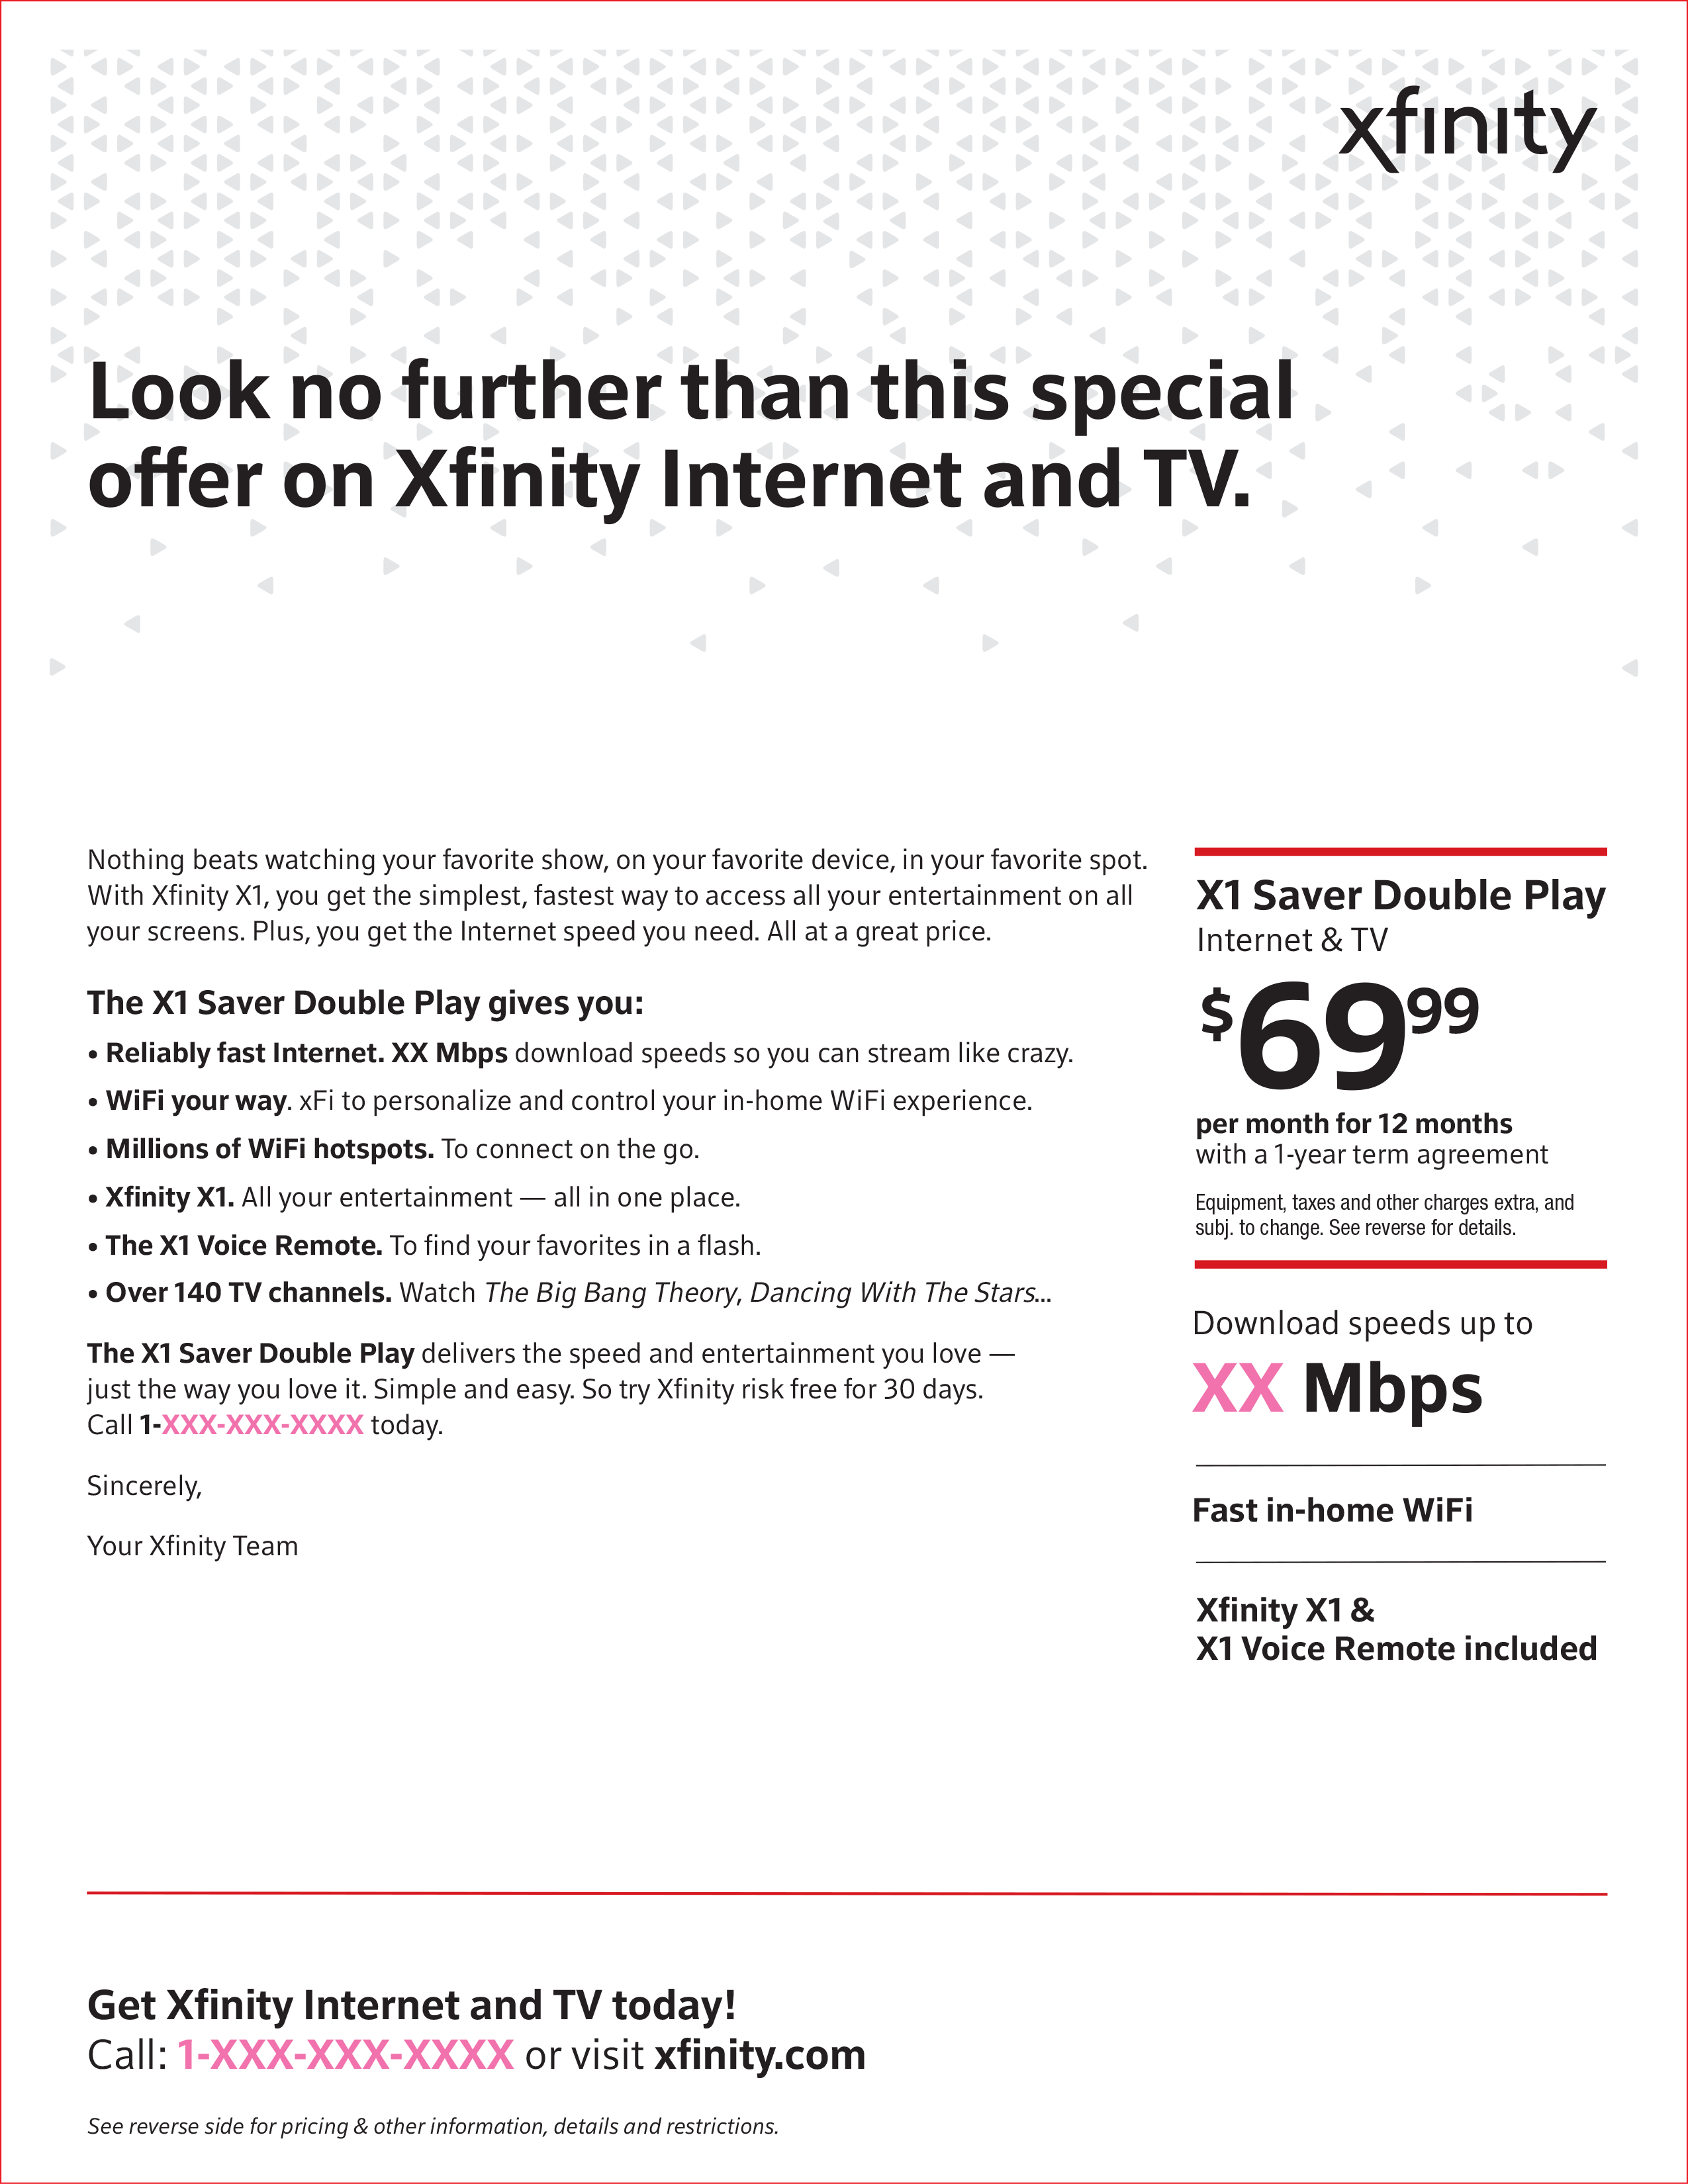 xfinity
Look no further than this special
offer on Xfinity Internet and TV.
Nothing beats watching your favorite show, on your favorite device, in your favorite spot.
With Xfinity X1, you get the simplest, fastest way to access all your entertainment on all
your screens. Plus, you get the Internet speed you need. All at a great price.
The X1 Saver Double Play gives you:
• Reliably fast Internet. XX Mbps download speeds so you can stream like crazy.
• WiFi your way. xFi to personalize and control your in-home WiFi experience.
• Millions of WiFi hotspots. To connect on the go.
• Xfinity X1. All your entertainment — all in one place.
• The X1 Voice Remote. To find your favorites in a flash.
• Over 140 TV channels. Watch The Big Bang Theory, Dancing With The Stars...
The X1 Saver Double Play delivers the speed and entertainment you love —
just the way you love it. Simple and easy. So try Xfinity risk free for 30 days.
Call 1-XXX-XXX-XXXX today.
Sincerely,
Your Xfinity Team
X1 Saver Double Play
Internet & TV
$69 99
per month for 12 months
with a 1-year term agreement
Equipment, taxes and other charges extra, and
subj. to change. See reverse for details.
Download speeds up to
XX Mbps
Fast in-home WiFi
Xfinity X1 &
X1 Voice Remote included
Get Xfinity Internet and TV today!
Call: 1-XXX-XXX-XXXX or visit xfinity.com
See reverse side for pricing & other information, details and restrictions.